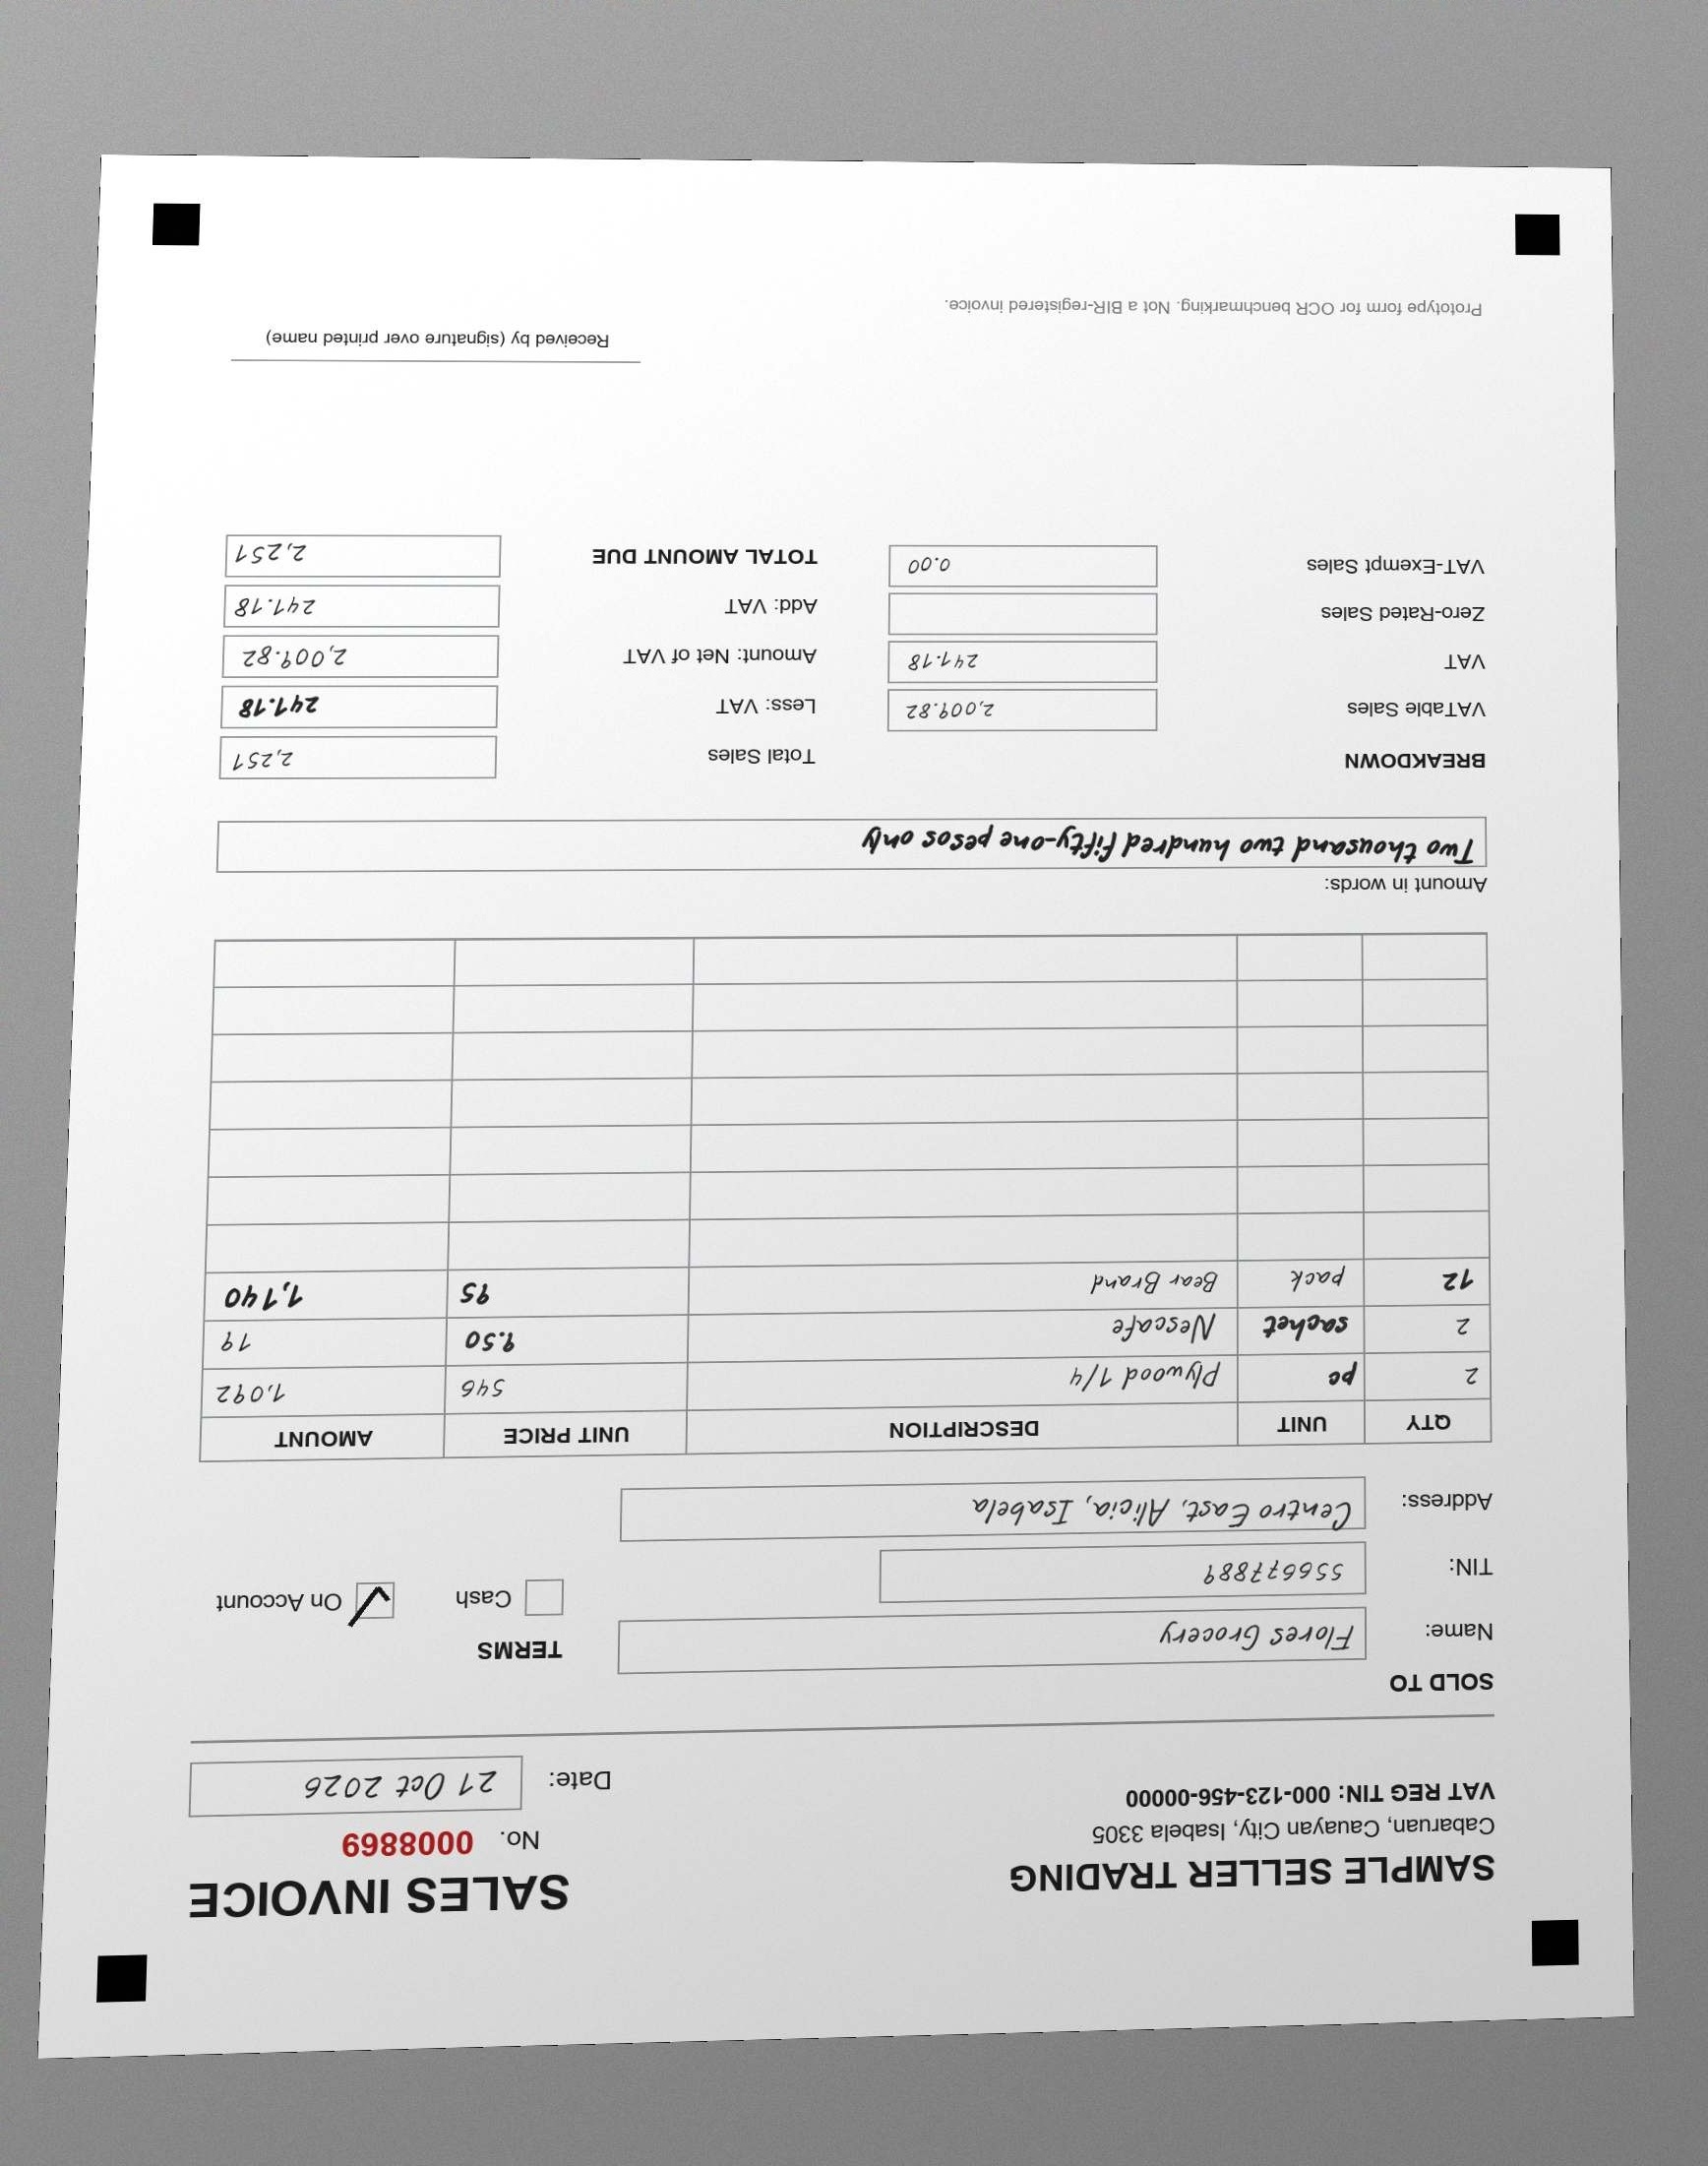 SAMPLE SELLER TRADING
Cabaruan, Cauayan City, Isabela 3305
VAT REG TIN: 000-123-456-00000
SALES INVOICE
No. 0008869
Date: 21 Oct 2026
SOLD TO
Name: Flores Grocery
TIN: 556677889
Address: Centro East, Alicia, Isabela
TERMS
Cash
On Account
QTY UNIT DESCRIPTION UNIT PRICE AMOUNT
2 pc Plywood 1/4 546 1,092
2 sachet Nescafe 9.50 19
12 pack Bear Brand 95 1,140
Amount in words:
Two thousand two hundred fifty-one pesos only
BREAKDOWN
VATable Sales 2,009.82
VAT 241.18
Zero-Rated Sales
VAT-Exempt Sales 0.00
Total Sales 2,251
Less: VAT 241.18
Amount: Net of VAT 2,009.82
Add: VAT 241.18
TOTAL AMOUNT DUE 2,251
Received by (signature over printed name)
Prototype form for OCR benchmarking. Not a BIR-registered invoice.